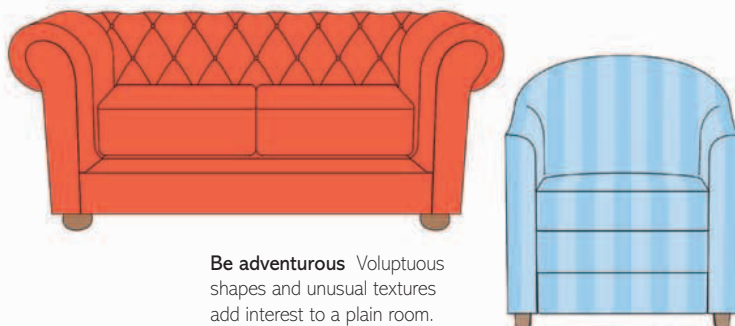 Be adventurous Voluptuous
shapes and unusual textures
add interest to a plain room.